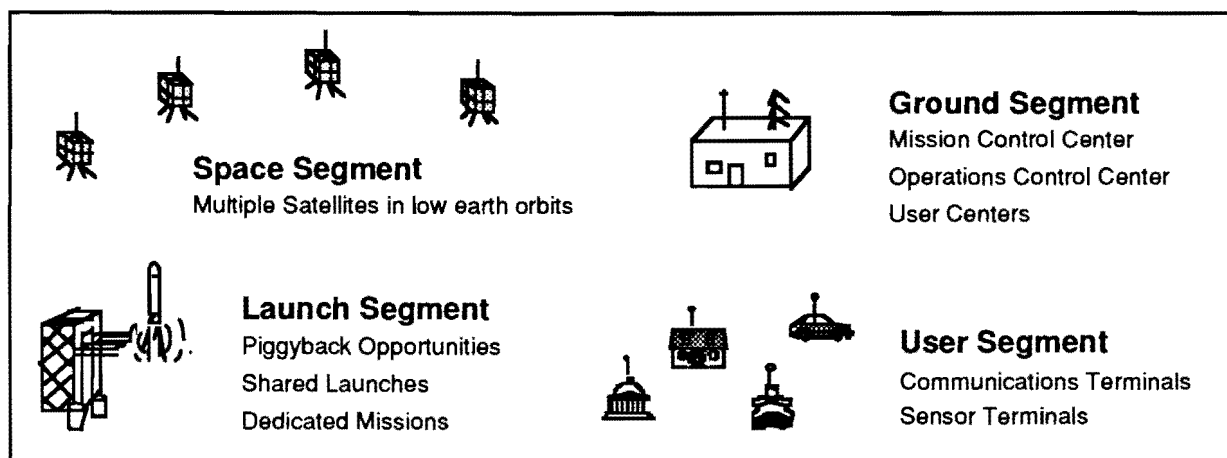 Space Segment
Multiple Satellites in low earth orbits
Ground Segment
Mission Control Center
Operations Control Center
User Centers
Launch Segment
Piggyback Opportunities
Shared Launches
Dedicated Missions
User Segment
Communications Terminals
Sensor Terminals